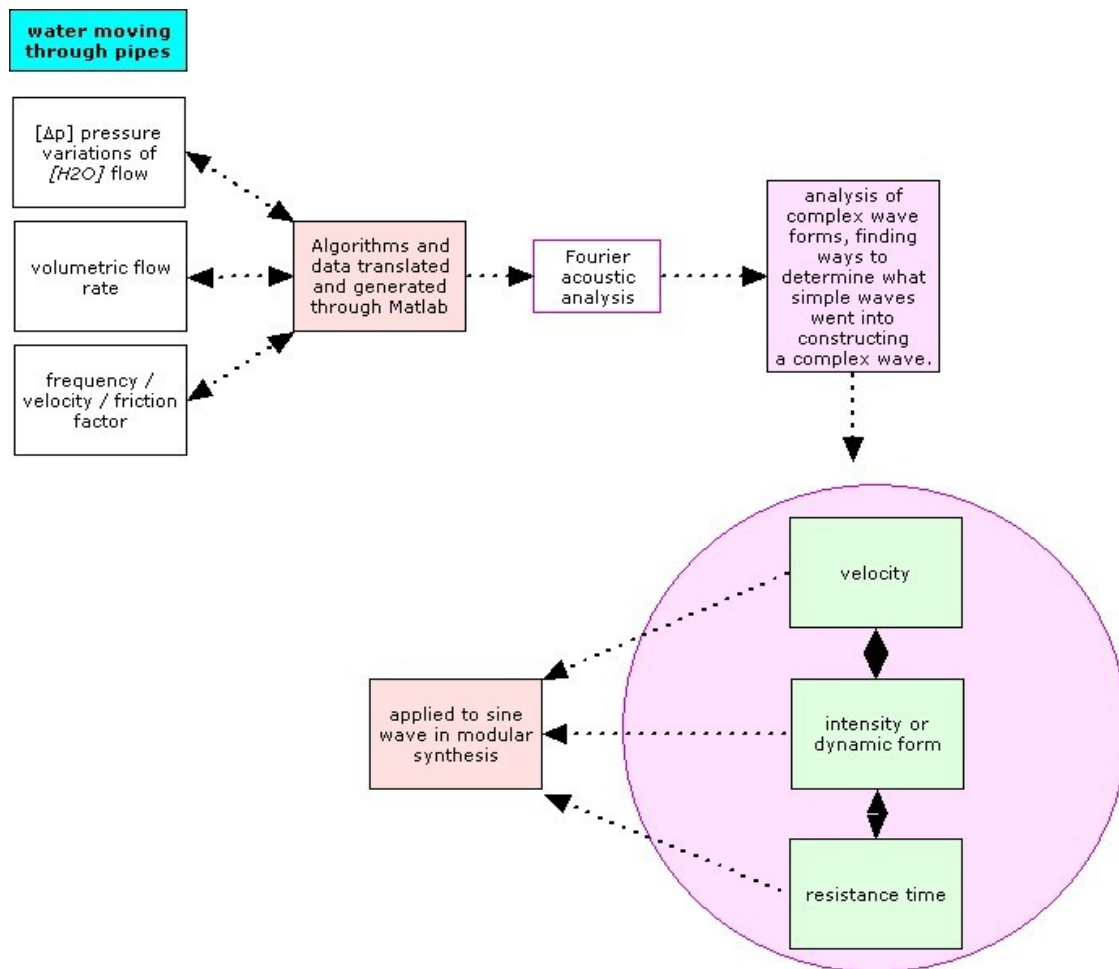 water moving
through pipes
[Δp] pressure
variations of
[H2O] flow
volumetric flow
rate
frequency /
velocity / friction
factor
Algorithms and
data translated
and generated
through Matlab
Fourier
acoustic
analysis
analysis of
complex wave
forms, finding
ways to
determine what
simple waves
went into
constructing
a complex wave.
velocity
intensity or
dynamic form
resistance time
applied to sine
wave in modular
synthesis